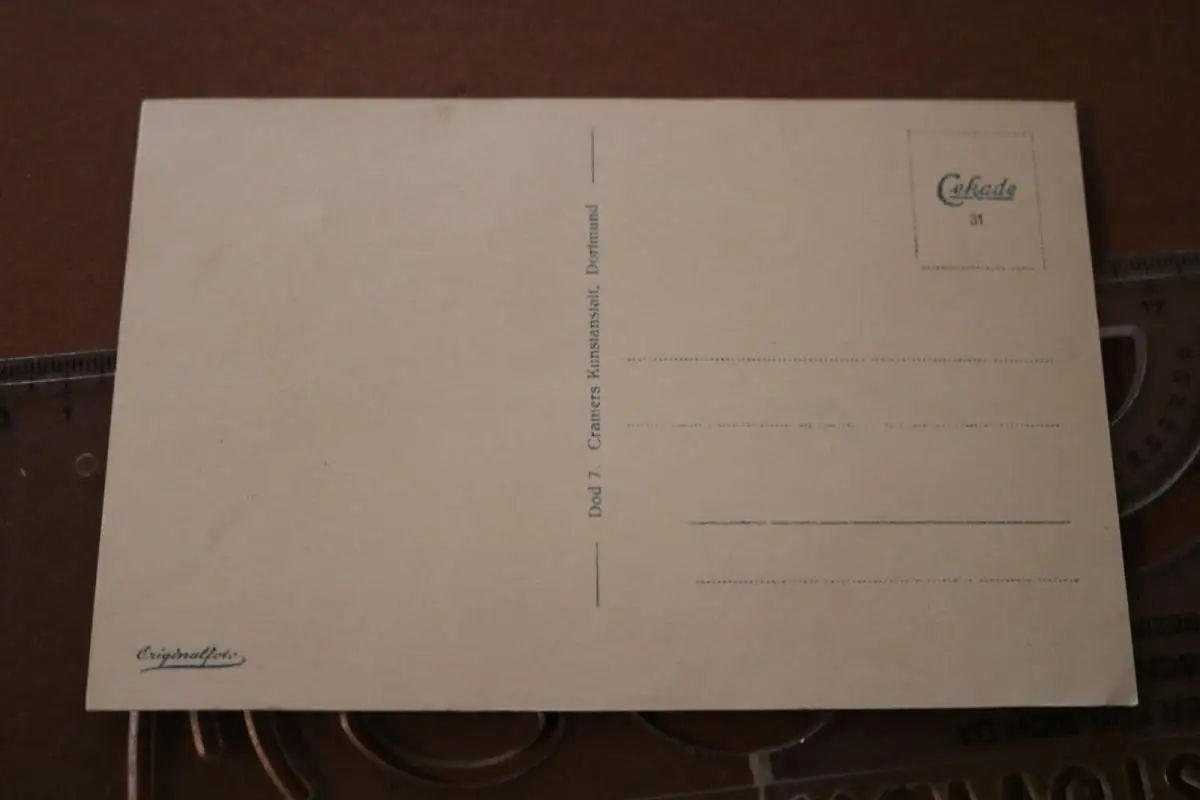 Cekade
31
Dod 7. Cramers Kunstanstalt, Dortmund
Originalfoto